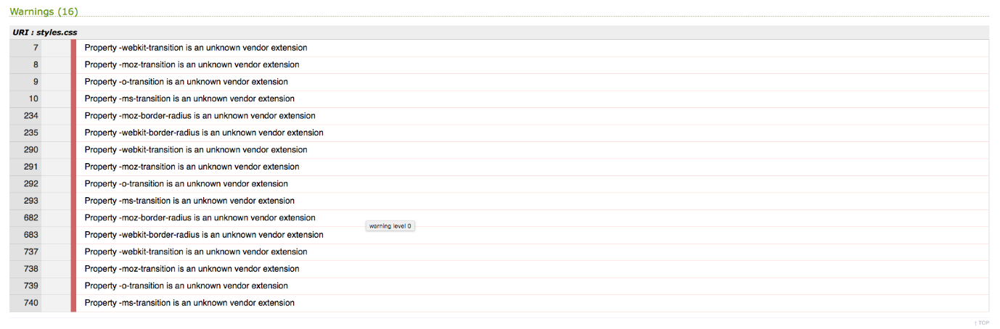 Warnings (16)
URI : styles.css
7 Property -webkit-transition is an unknown vendor extension
8 Property -moz-transition is an unknown vendor extension
9 Property -o-transition is an unknown vendor extension
10 Property -ms-transition is an unknown vendor extension
234 Property -moz-border-radius is an unknown vendor extension
235 Property -webkit-border-radius is an unknown vendor extension
290 Property -webkit-transition is an unknown vendor extension
291 Property -moz-transition is an unknown vendor extension
292 Property -o-transition is an unknown vendor extension
293 Property -ms-transition is an unknown vendor extension
682 Property -moz-border-radius is an unknown vendor extension
warning level 0
683 Property -webkit-border-radius is an unknown vendor extension
737 Property -webkit-transition is an unknown vendor extension
738 Property -moz-transition is an unknown vendor extension
739 Property -o-transition is an unknown vendor extension
740 Property -ms-transition is an unknown vendor extension
↑ TOP